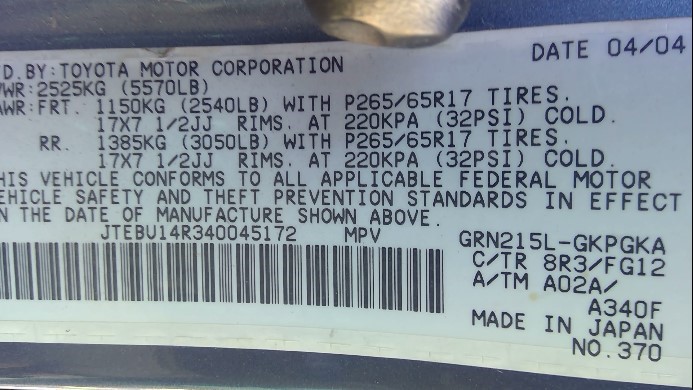 DATE 04/04
D.BY:TOYOTA MOTOR CORPORATION
WR:2525KG (5570LB)
AWR:FRT. 1150KG (2540LB) WITH P265/65R17 TIRES.
17X7 1/2JJ RIMS. AT 220KPA (32PSI) COLD.
RR. 1385KG (3050LB) WITH P265/65R17 TIRES.
17X7 1/2JJ RIMS. AT 220KPA (32PSI) COLD.
HIS VEHICLE CONFORMS TO ALL APPLICABLE FEDERAL MOTOR
EHICLE SAFETY AND THEFT PREVENTION STANDARDS IN EFFECT
N THE DATE OF MANUFACTURE SHOWN ABOVE.
JTEBU14R340045172 MPV
GRN215L-GKPGKA
C/TR 8R3/FG12
A/TM A02A/
A340F
MADE IN JAPAN
NO.370